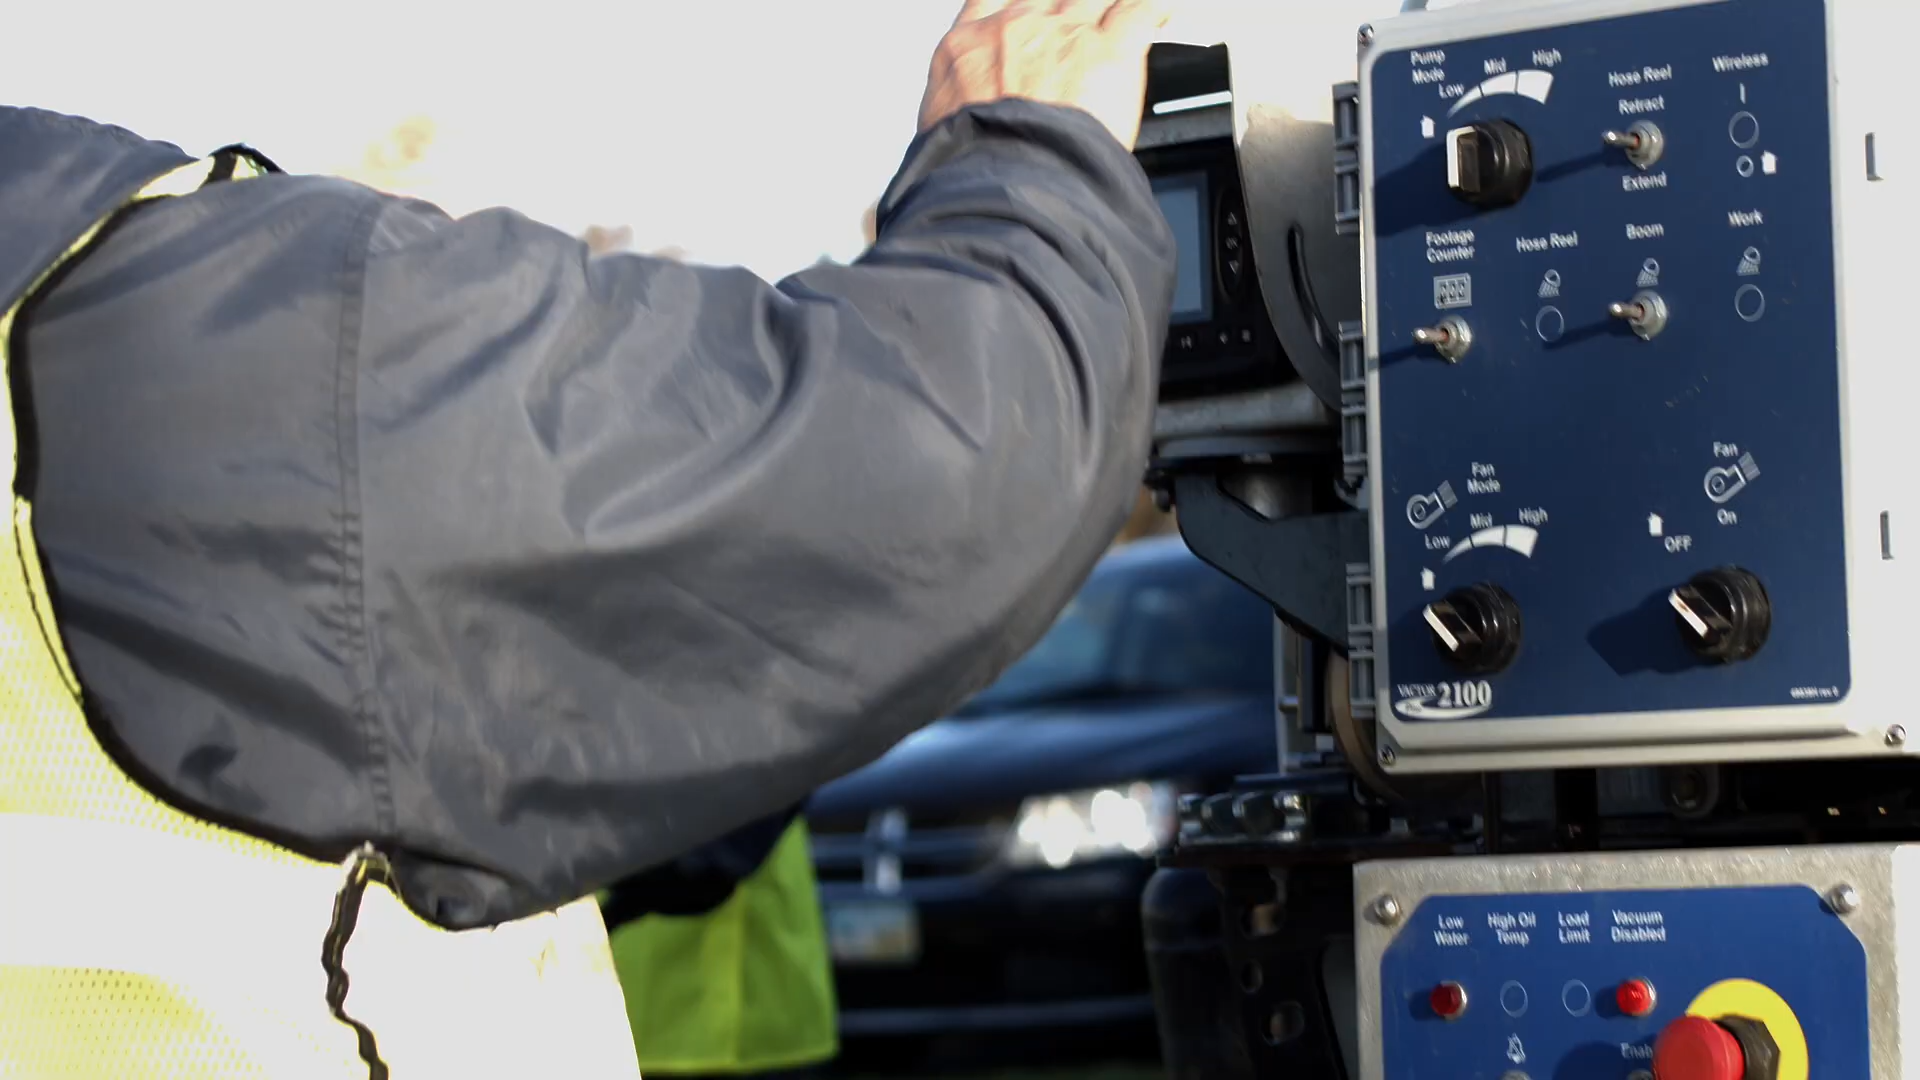 Pump
Mode
Low
Mid
High
Hose Reel
Retract
Extend
Wireless
Footage
Counter
Hose Reel
Boom
Work
Fan
Mode
Low
Mid
High
Fan
On
OFF
VACTOR 2100
Plus
Low
Water
High Oil
Temp
Load
Limit
Vacuum
Disabled